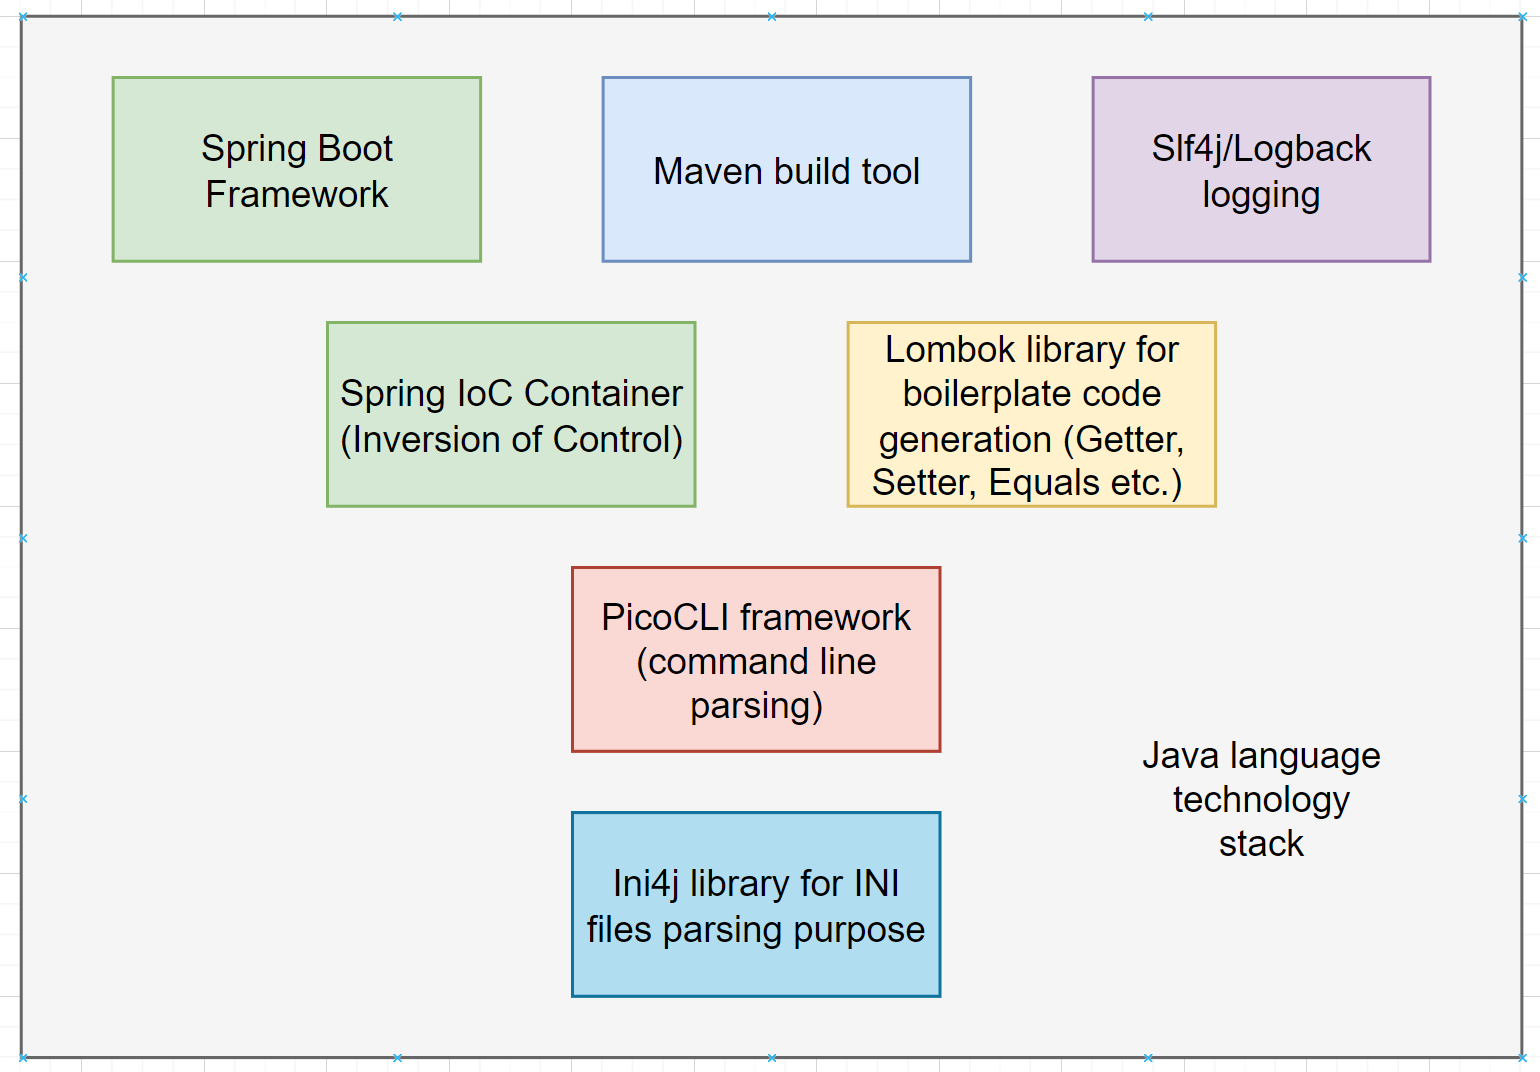 Spring Boot
Framework
Maven build tool
Slf4j/Logback
logging
Spring IoC Container
(Inversion of Control)
Lombok library for
boilerplate code
generation (Getter,
Setter, Equals etc.)
PicoCLI framework
(command line
parsing)
Java language
technology
stack
Ini4j library for INI
files parsing purpose